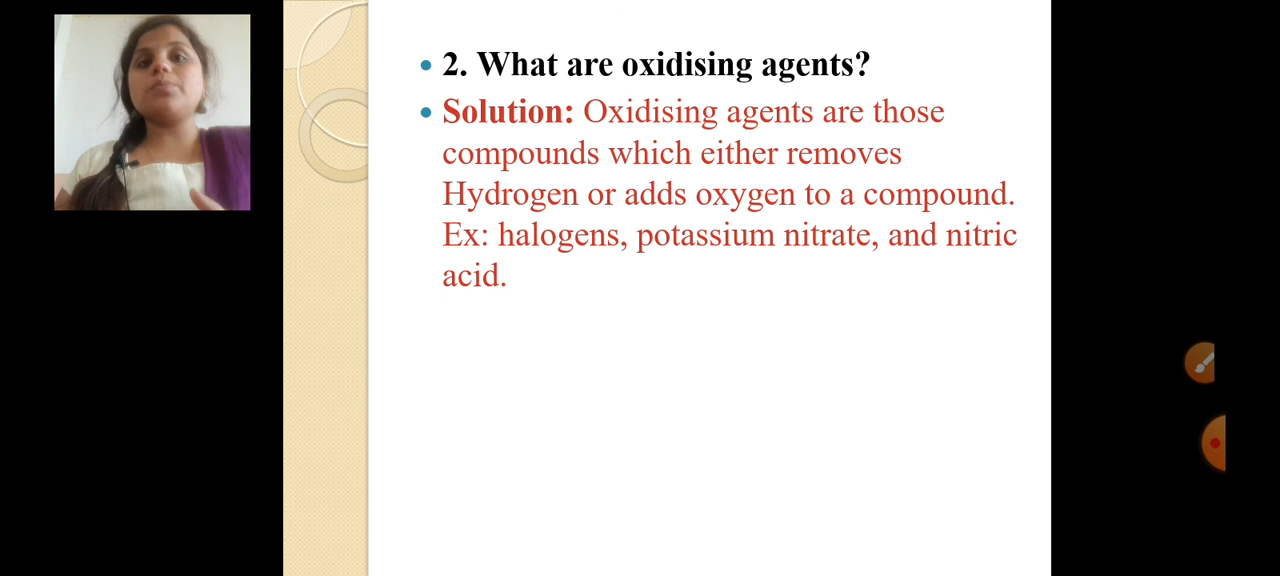 2. What are oxidising agents?
Solution: Oxidising agents are those
compounds which either removes
Hydrogen or adds oxygen to a compound.
Ex: halogens, potassium nitrate, and nitric
acid.